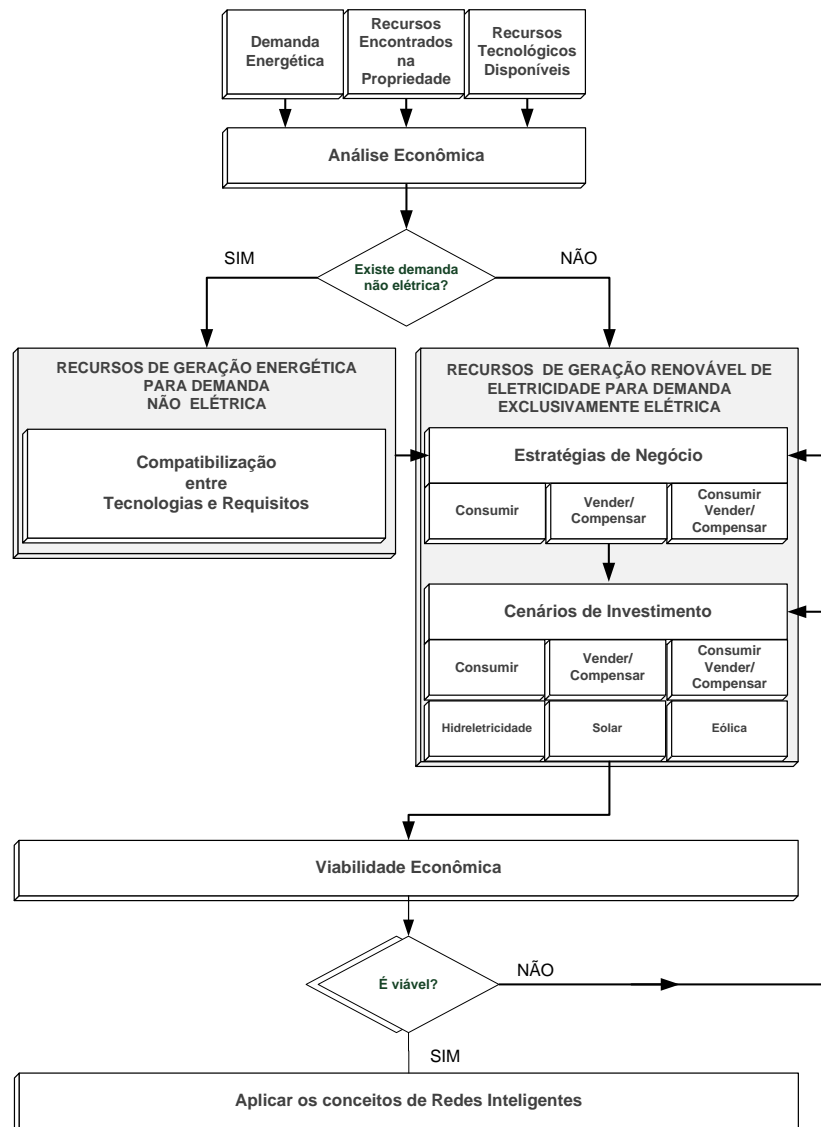 Demanda
Energética
Recursos
Encontrados
na
Propriedade
Recursos
Tecnológicos
Disponíveis
Análise Econômica
SIM
Existe demanda
não elétrica?
NÃO
RECURSOS DE GERAÇÃO ENERGÉTICA
PARA DEMANDA
NÃO ELÉTRICA
Compatibilização
entre
Tecnologias e Requisitos
RECURSOS DE GERAÇÃO RENOVÁVEL DE
ELETRICIDADE PARA DEMANDA
EXCLUSIVAMENTE ELÉTRICA
Estratégias de Negócio
Consumir
Vender/
Compensar
Consumir
Vender/
Compensar
Cenários de Investimento
Consumir
Vender/
Compensar
Consumir
Vender/
Compensar
Hidreletricidade
Solar
Eólica
Viabilidade Econômica
É viável?
NÃO
SIM
Aplicar os conceitos de Redes Inteligentes